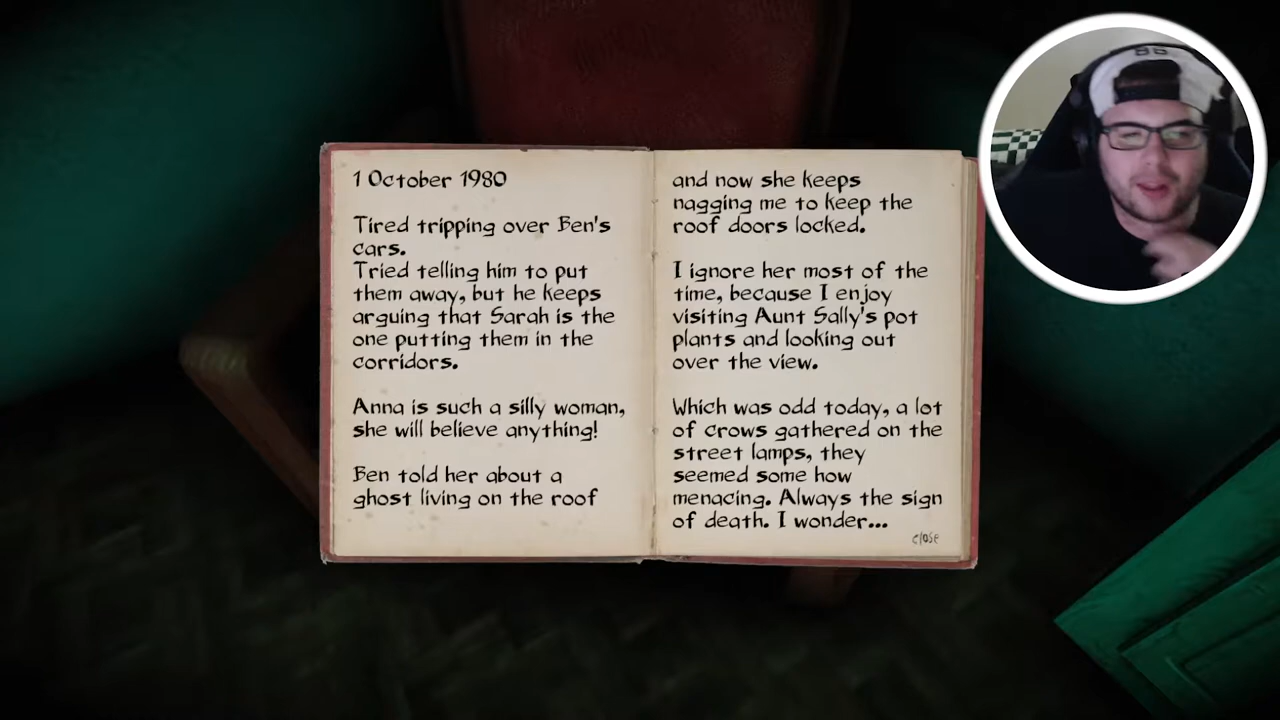 1 October 1980
Tired tripping over Ben's
cars.
Tried telling him to put
them away, but he keeps
arguing that Sarah is the
one putting them in the
corridors.
Anna is such a silly woman,
she will believe anything!
Ben told her about a
ghost living on the roof
and now she keeps
nagging me to keep the
roof doors locked.
I ignore her most of the
time, because I enjoy
visiting Aunt Sally's pot
plants and looking out
over the view.
Which was odd today, a lot
of crows gathered on the
street lamps, they
seemed some how
menacing. Always the sign
of death. I wonder...
close